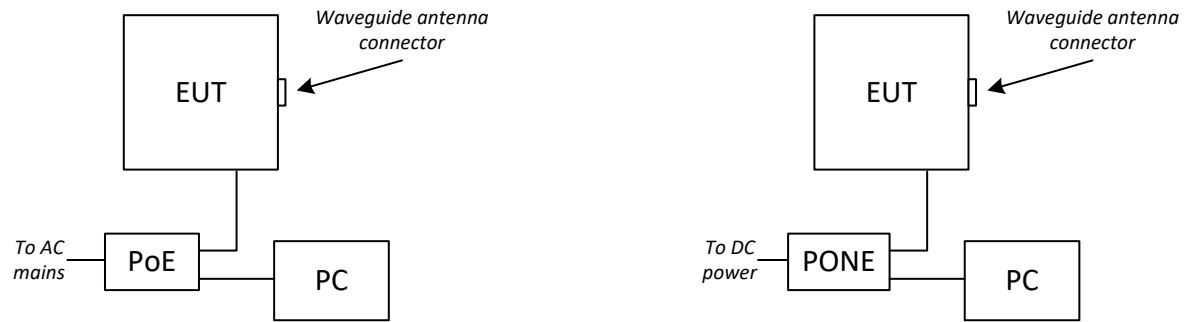 Waveguide antenna
connector
EUT
To AC
mains
PoE
PC
Waveguide antenna
connector
EUT
To DC
power
PONE
PC